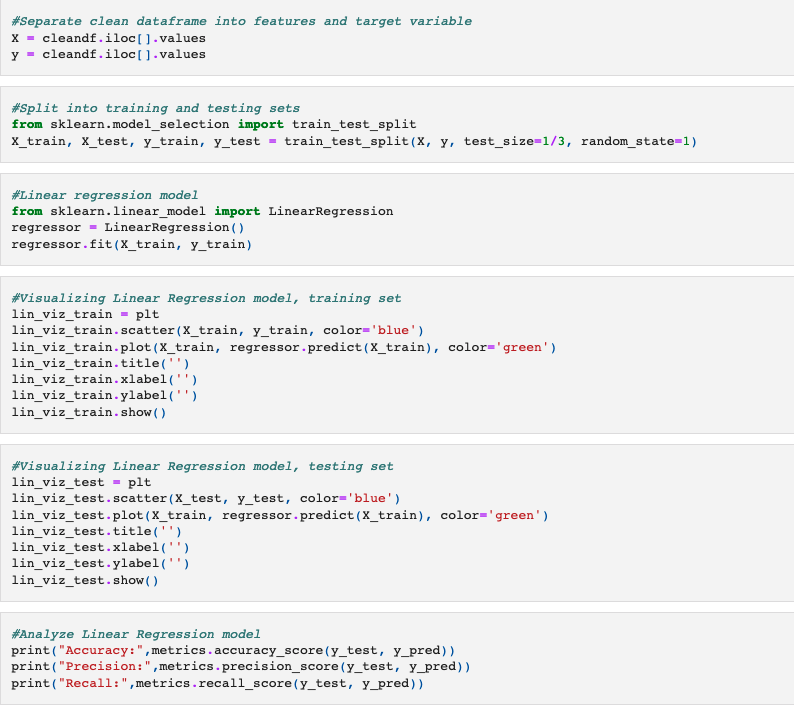 #Separate clean dataframe into features and target variable
X = cleandf.iloc[].values
y = cleandf.iloc[].values
#Split into training and testing sets
from sklearn.model_selection import train_test_split
X_train, X_test, y_train, y_test = train_test_split(X, y, test_size=1/3, random_state=1)
#Linear regression model
from sklearn.linear_model import LinearRegression
regressor = LinearRegression()
regressor.fit(X_train, y_train)
#Visualizing Linear Regression model, training set
lin_viz_train = plt
lin_viz_train.scatter(X_train, y_train, color='blue')
lin_viz_train.plot(X_train, regressor.predict(X_train), color='green')
lin_viz_train.title('')
lin_viz_train.xlabel('')
lin_viz_train.ylabel('')
lin_viz_train.show()
#Visualizing Linear Regression model, testing set
lin_viz_test = plt
lin_viz_test.scatter(X_test, y_test, color='blue')
lin_viz_test.plot(X_train, regressor.predict(X_train), color='green')
lin_viz_test.title('')
lin_viz_test.xlabel('')
lin_viz_test.ylabel('')
lin_viz_test.show()
#Analyze Linear Regression model
print("Accuracy:",metrics.accuracy_score(y_test, y_pred))
print("Precision:",metrics.precision_score(y_test, y_pred))
print("Recall:",metrics.recall_score(y_test, y_pred))